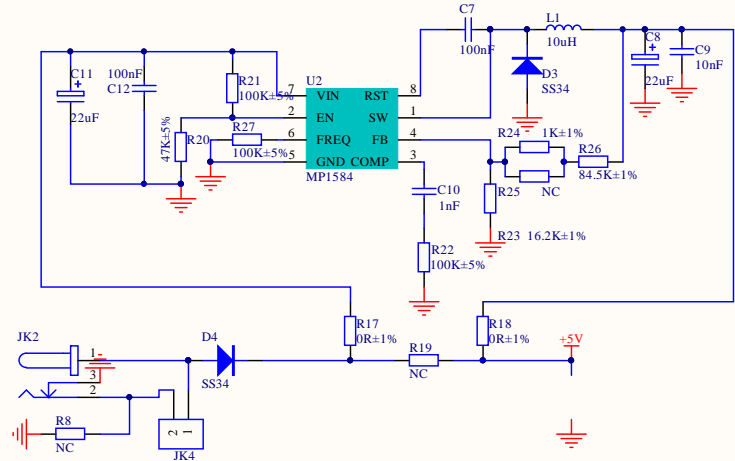 C7
100nF
L1
10uH
C8
22uF
C9
10nF
D3
SS34
C11
22uF
100nF
C12
R21
100K±5%
U2
7
VIN
RST
8
2
EN
SW
1
6
FREQ
FB
4
5
GND
COMP
3
MP1584
47K±5%
R20
R27
100K±5%
R24
1K±1%
R26
84.5K±1%
R25
NC
C10
1nF
R23 16.2K±1%
R22
100K±5%
R17
0R±1%
R18
0R±1%
R19
NC
+5V
JK2
1
3
2
D4
SS34
R8
NC
2
1
JK4